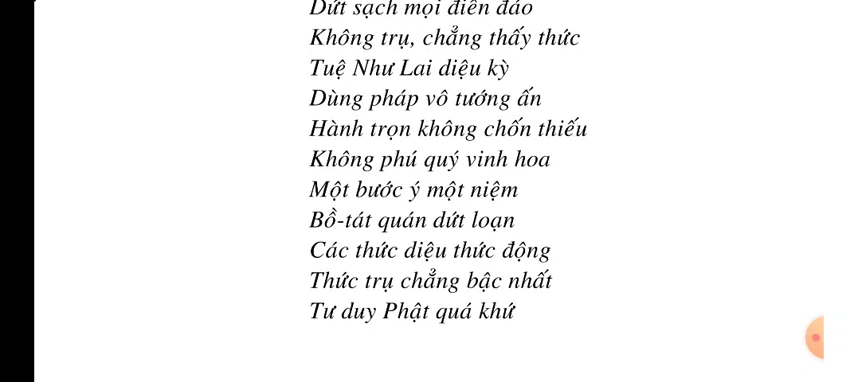 Dứt sạch mọi điên đảo
Không trụ, chẳng thấy thức
Tuệ Như Lai diệu kỳ
Dùng pháp vô tướng ấn
Hành trọn không chốn thiếu
Không phú quý vinh hoa
Một bước ý một niệm
Bồ-tát quán dứt loạn
Các thức diệu thức động
Thức trụ chẳng bậc nhất
Tư duy Phật quá khứ